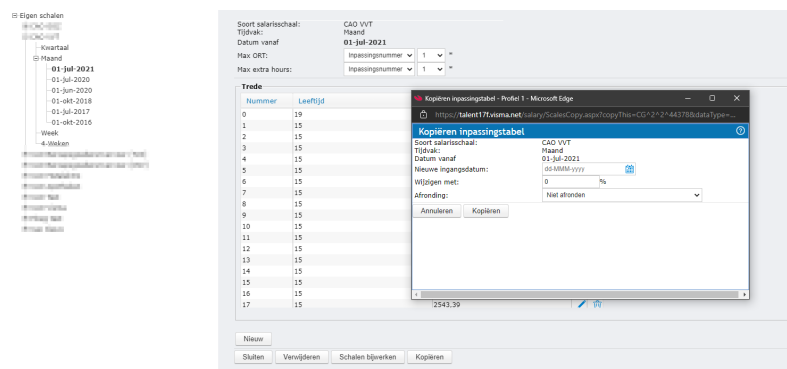 Eigen schalen
Kwartaal
Maand
01-jul-2021
01-jul-2020
01-jun-2020
01-okt-2018
01-jul-2017
01-okt-2016
Week
4-Weken
Soort salarisschaal: CAO VVT
Tijdvak: Maand
Datum vanaf 01-jul-2021
Max ORT: Inpassingsnummer 1 *
Max extra hours: Inpassingsnummer 1 *
Trede
Nummer Leeftijd
0 19
1 15
2 15
3 15
4 15
5 15
6 15
7 15
8 15
9 15
10 15
11 15
12 15
13 15
14 15
15 15
16 15
17 15 2543,39
Nieuw
Sluiten Verwijderen Schalen bijwerken Kopiëren
Kopiëren inpassingstabel - Profiel 1 - Microsoft Edge
https://talent17f.visma.net/salary/ScalesCopy.aspx?copyThis=CG^2^2^44378&dataType=...
Kopiëren inpassingstabel
Soort salarisschaal: CAO VVT
Tijdvak: Maand
Datum vanaf 01-jul-2021
Nieuwe ingangsdatum: dd-MMM-yyyy
Wijzigen met: 0 %
Afronding: Niet afronden
Annuleren Kopiëren